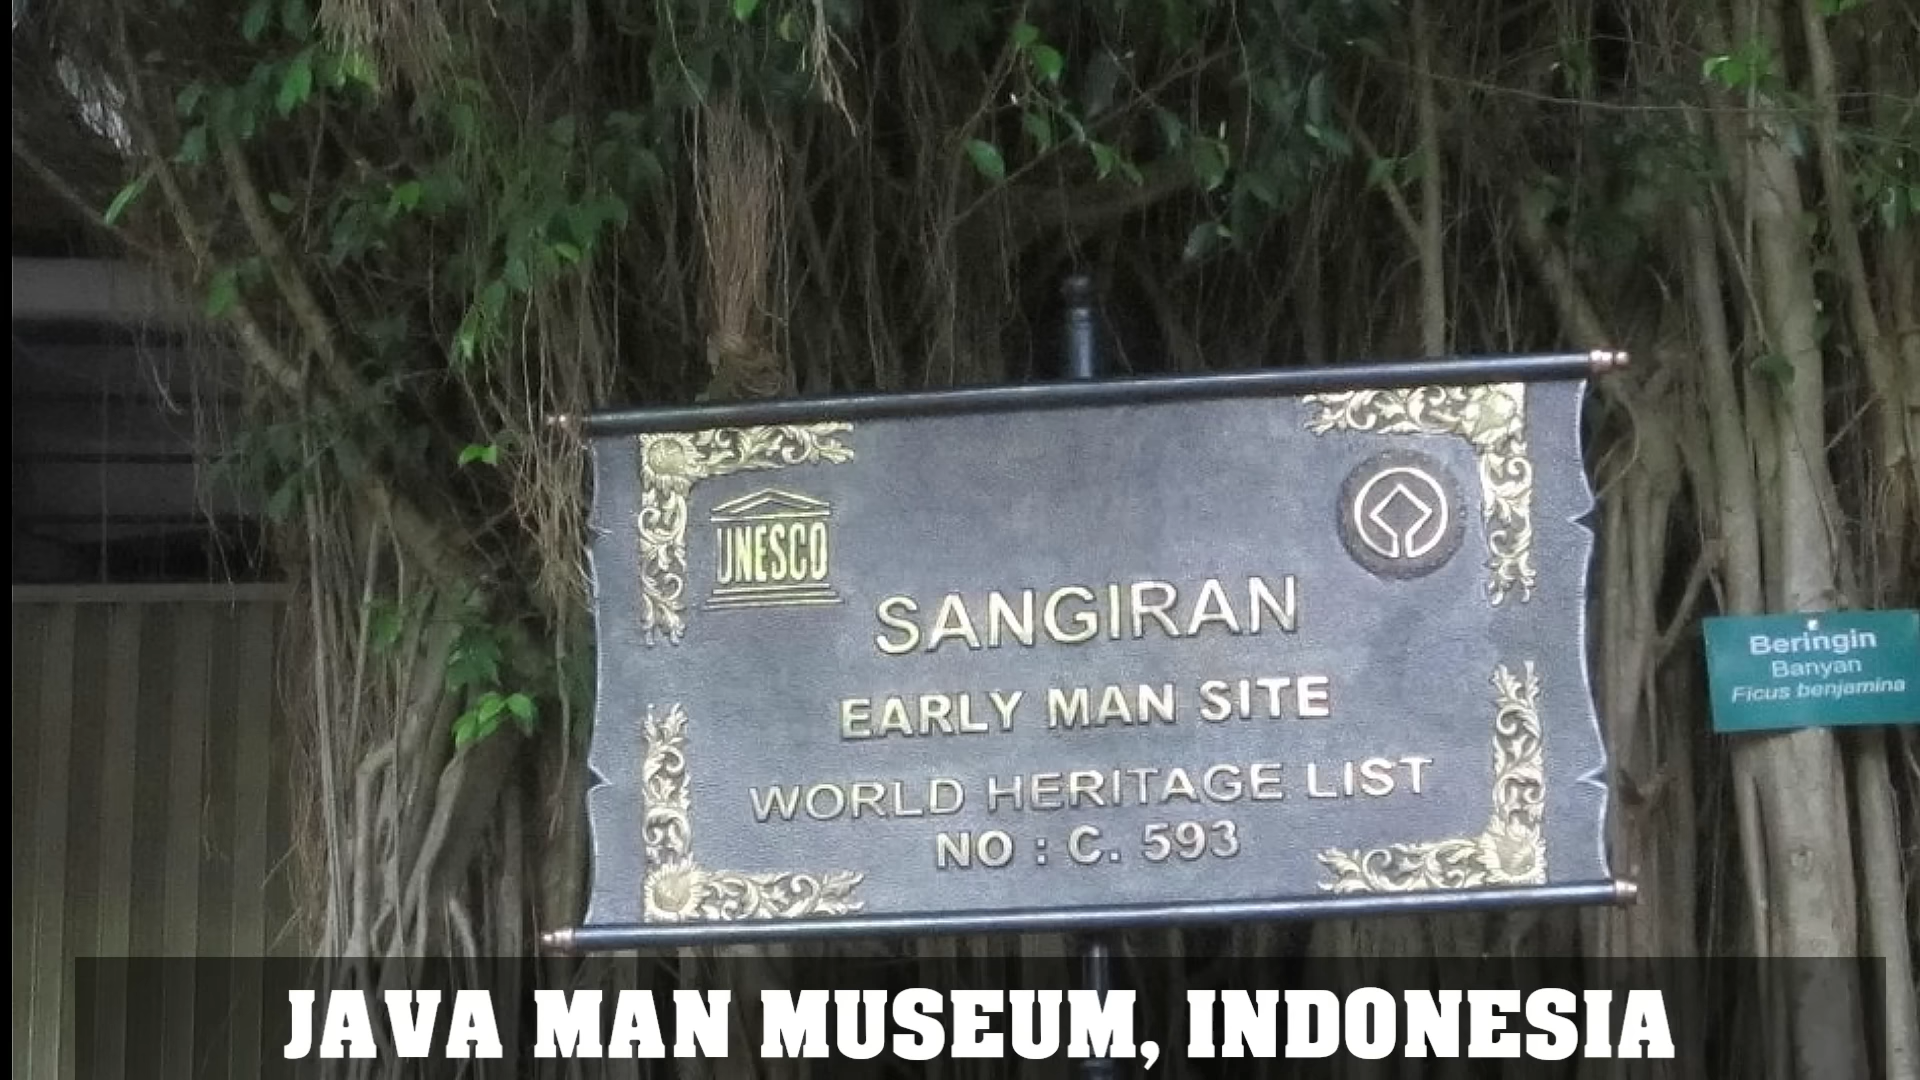 UNESCO
SANGIRAN
EARLY MAN SITE
WORLD HERITAGE LIST
NO : C. 593
Beringin
Banyan
Ficus benjamina
JAVA MAN MUSEUM, INDONESIA